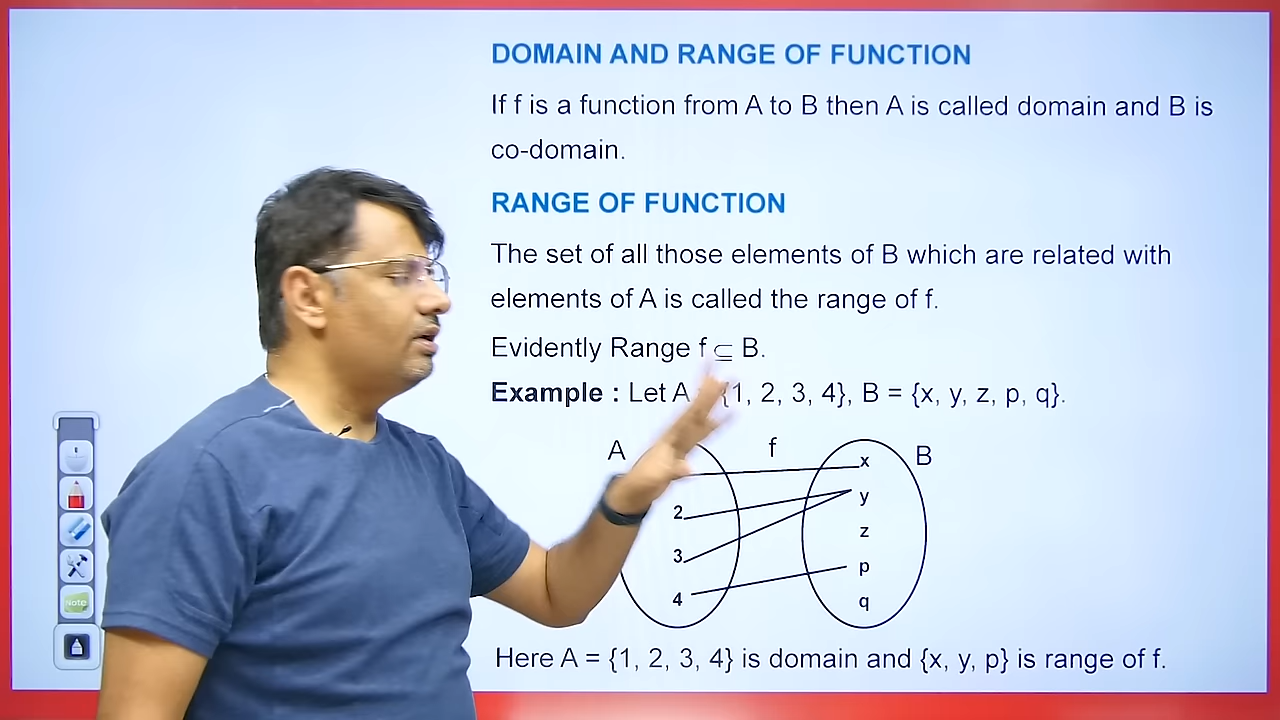 DOMAIN AND RANGE OF FUNCTION
If f is a function from A to B then A is called domain and B is
co-domain.
RANGE OF FUNCTION
The set of all those elements of B which are related with
elements of A is called the range of f.
Evidently Range f ⊆ B.
Example : Let A {1, 2, 3, 4}, B = {x, y, z, p, q}.
A f B
x
2 y
z
3 p
4 q
Here A = {1, 2, 3, 4} is domain and {x, y, p} is range of f.
Note